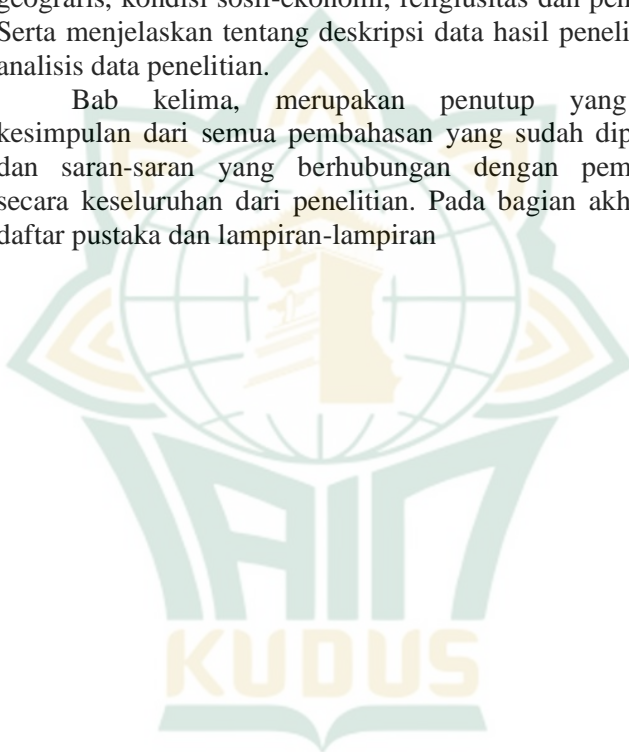 geografis, kondisi sosil-ekonomi, religiusitas dan pen
Serta menjelaskan tentang deskripsi data hasil peneli
analisis data penelitian.
Bab kelima, merupakan penutup yang
kesimpulan dari semua pembahasan yang sudah dip
dan saran-saran yang berhubungan dengan pem
secara keseluruhan dari penelitian. Pada bagian akh
daftar pustaka dan lampiran-lampiran
IAIN
KUDUS